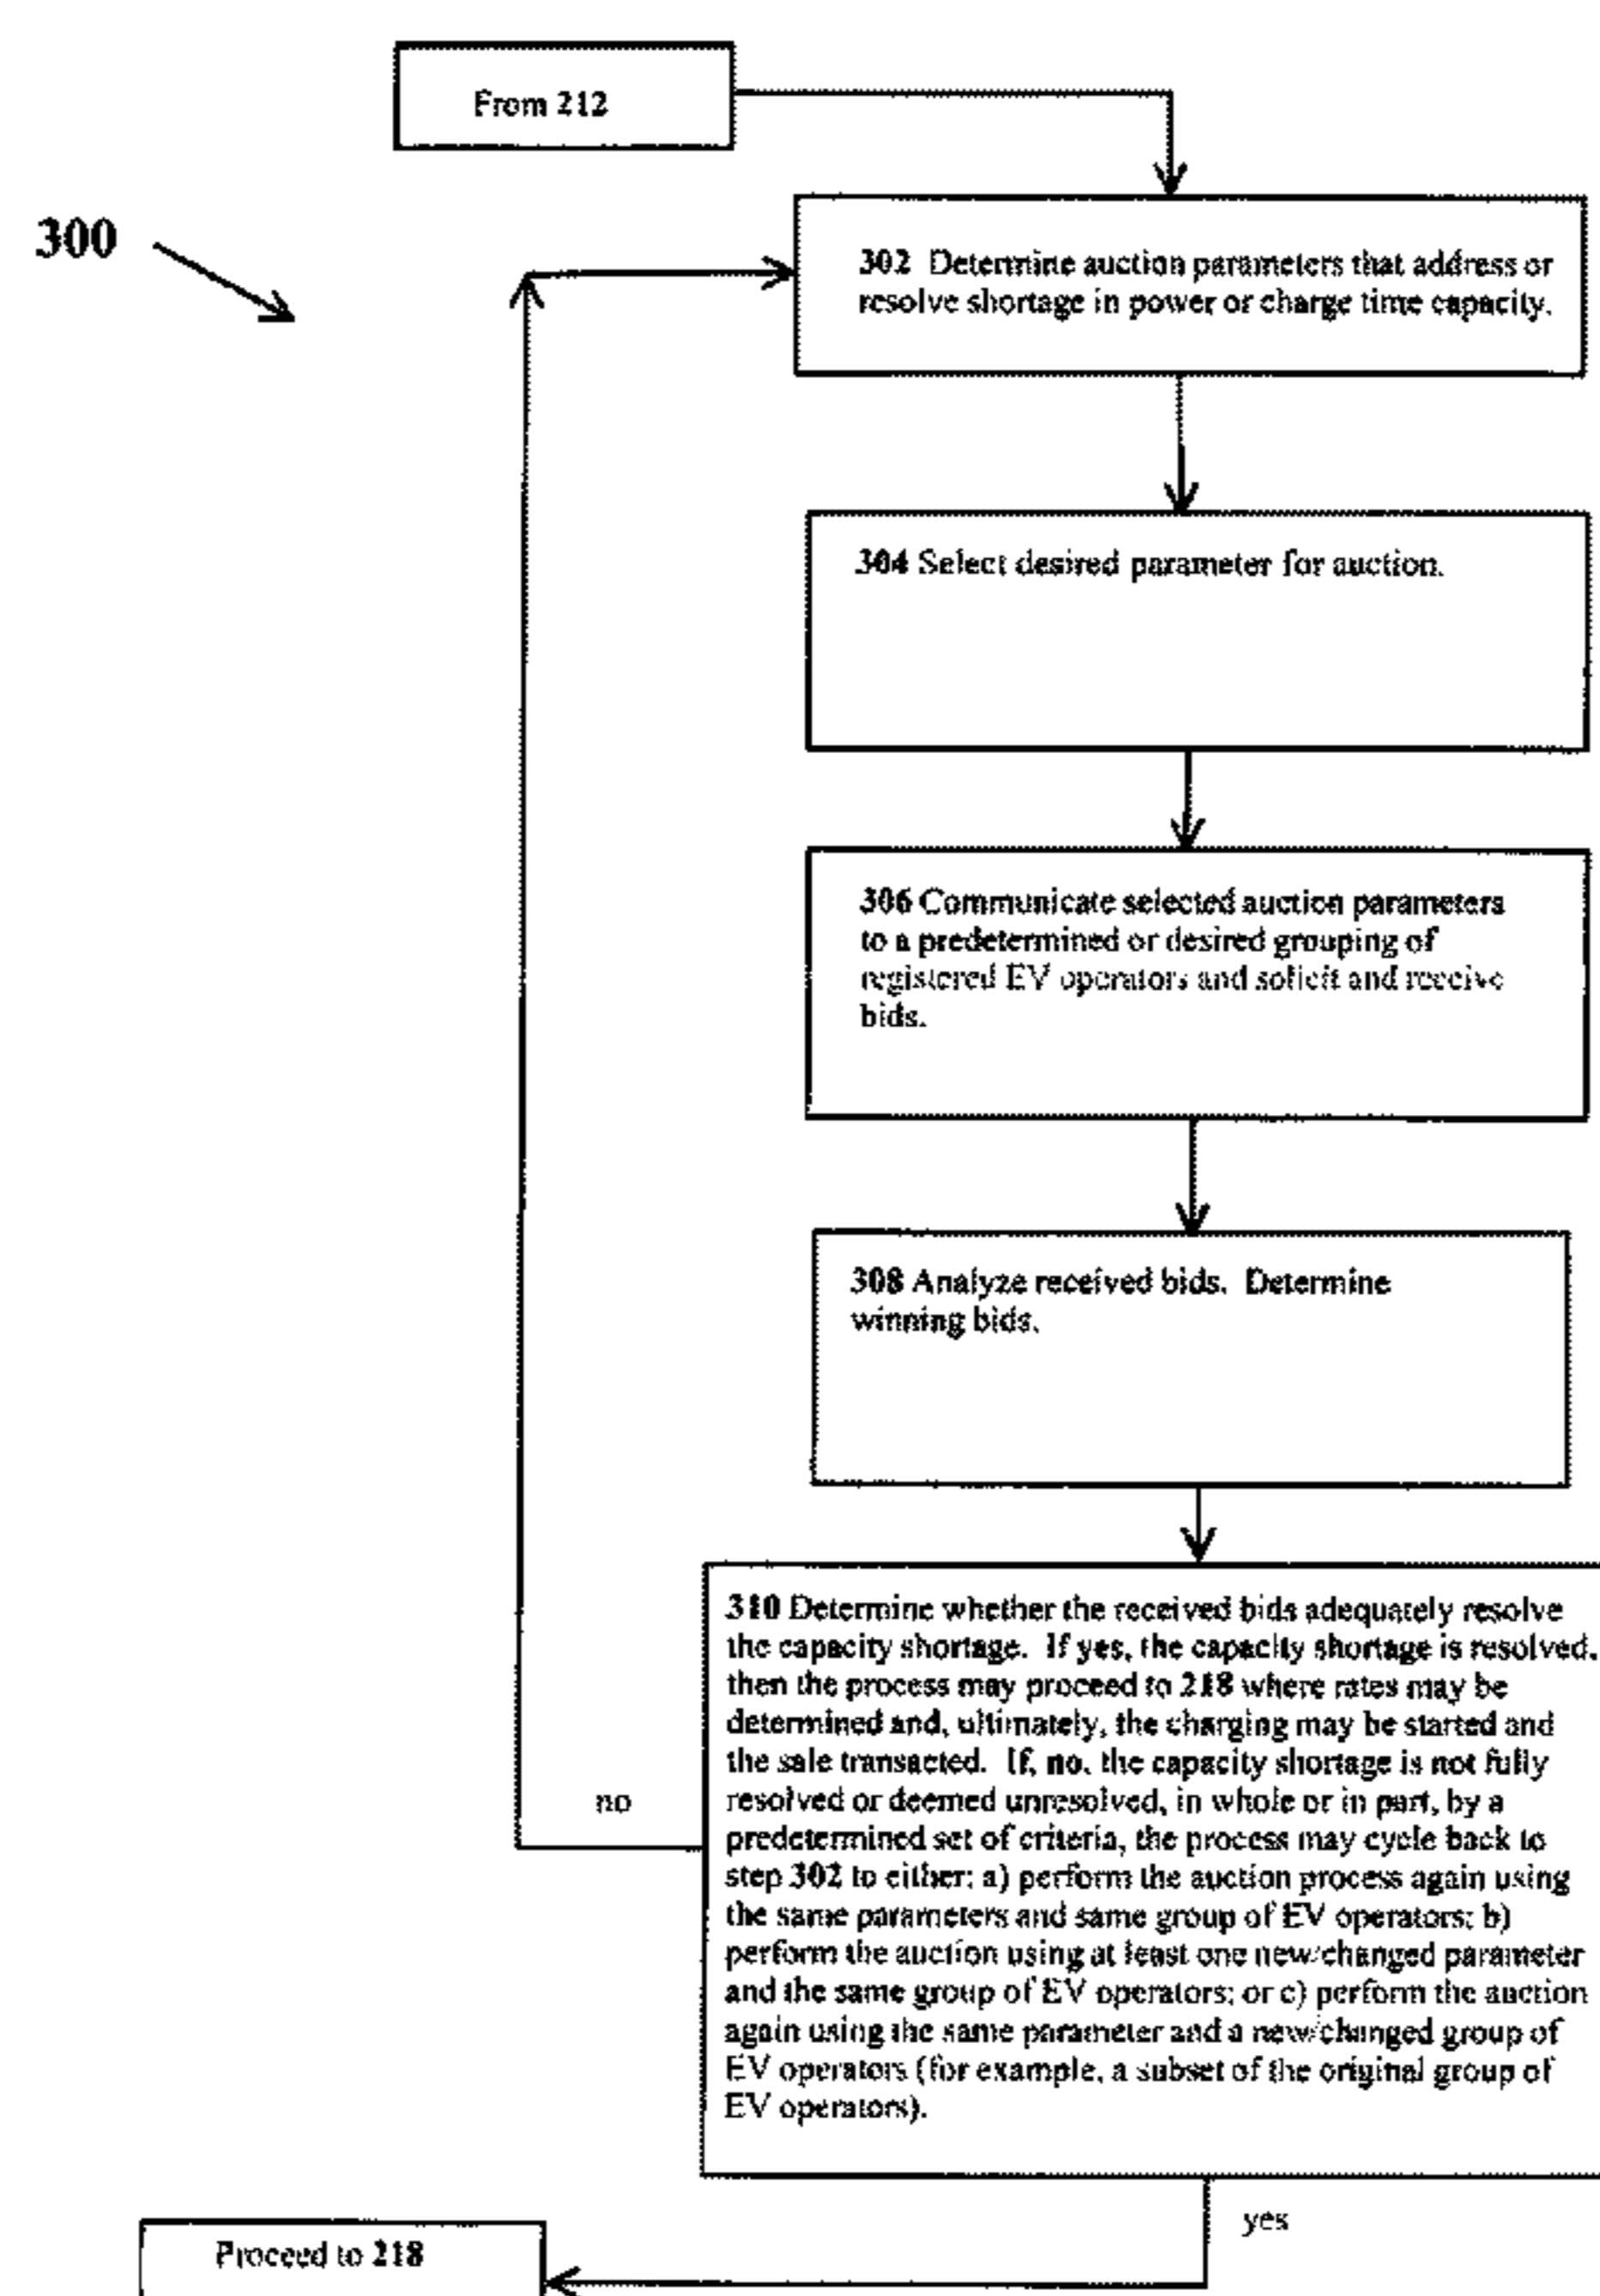 From 212
300
302 Determine auction parameters that address or
resolve shortage in power or charge time capacity.
304 Select desired parameter for auction.
306 Communicate selected auction parameters
to a predetermined or desired grouping of
registered EV operators and solicit and receive
bids.
308 Analyze received bids. Determine
winning bids.
310 Determine whether the received bids adequately resolve
the capacity shortage. If yes, the capacity shortage is resolved,
then the process may proceed to 218 where rates may be
determined and, ultimately, the charging may be started and
the sale transacted. If, no, the capacity shortage is not fully
resolved or deemed unresolved, in whole or in part, by a
predetermined set of criteria, the process may cycle back to
step 302 to either: a) perform the auction process again using
the same parameters and same group of EV operators; b)
perform the auction using at least one new/changed parameter
and the same group of EV operators; or c) perform the auction
again using the same parameter and a new/changed group of
EV operators (for example, a subset of the original group of
EV operators).
no
yes
Proceed to 218